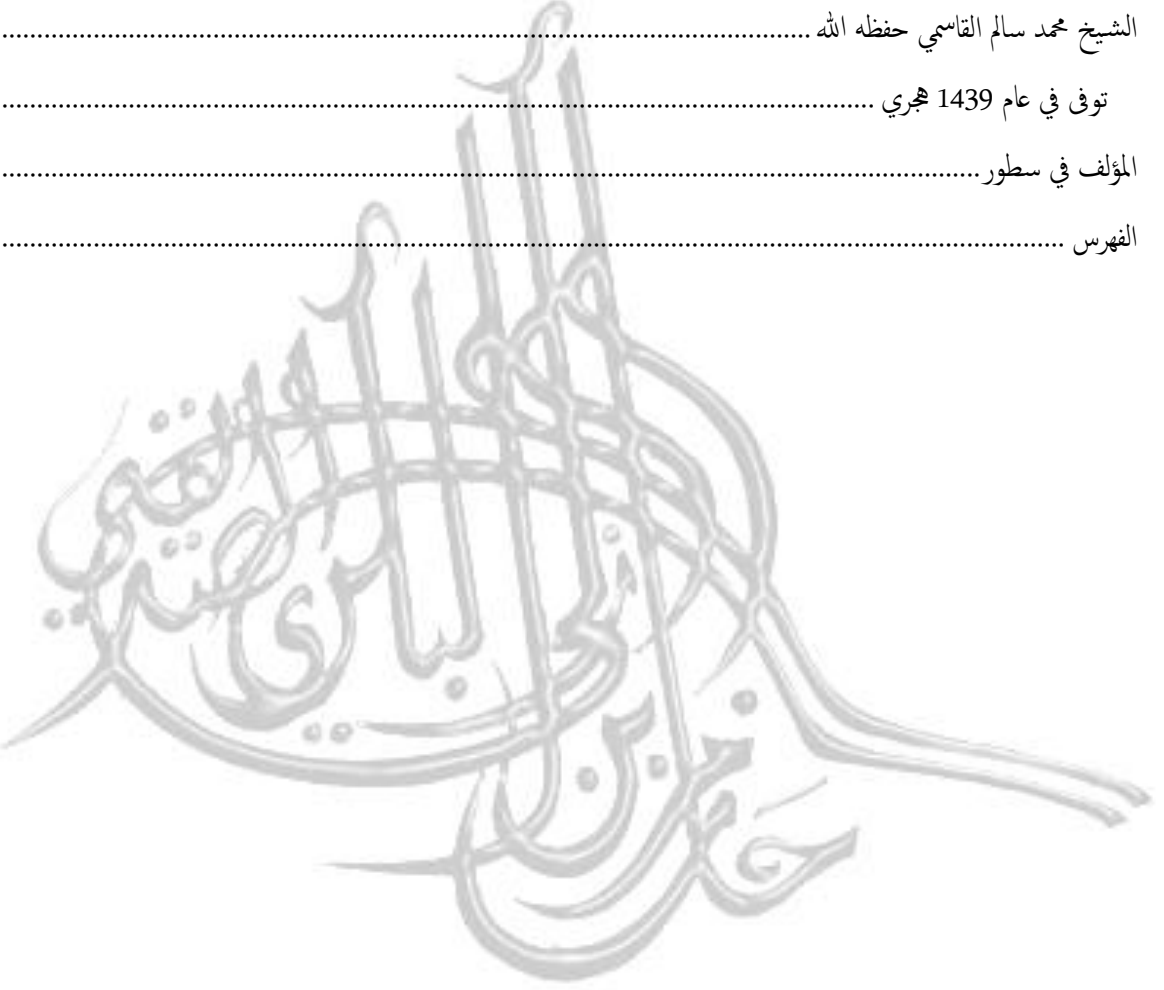 الشيخ محمد سالم القاسمي حفظه الله ................................................................................
توفى في عام 1439 هجري ................................................................................
المؤلف في سطور ................................................................................
الفهرس ................................................................................